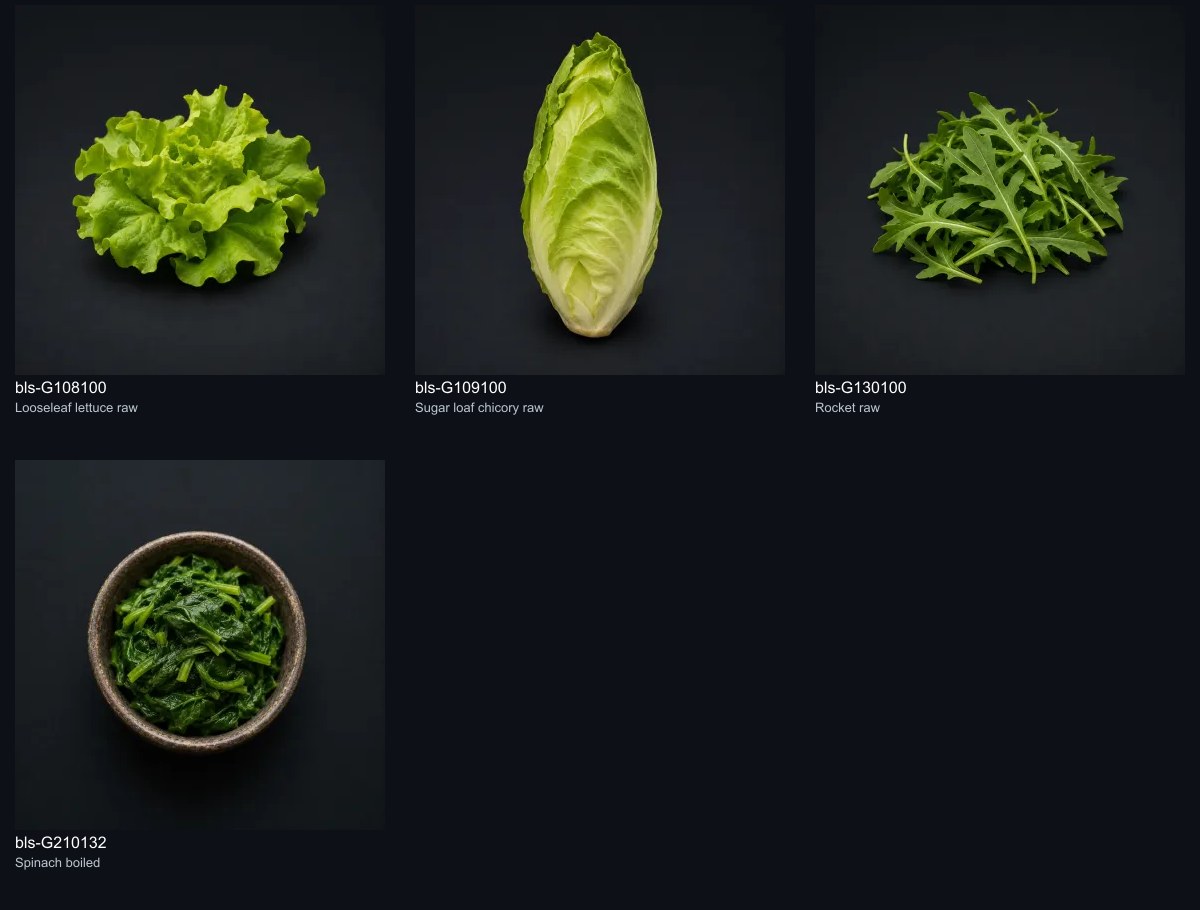 bls-G108100
Looseleaf lettuce raw
bls-G109100
Sugar loaf chicory raw
bls-G130100
Rocket raw
bls-G210132
Spinach boiled